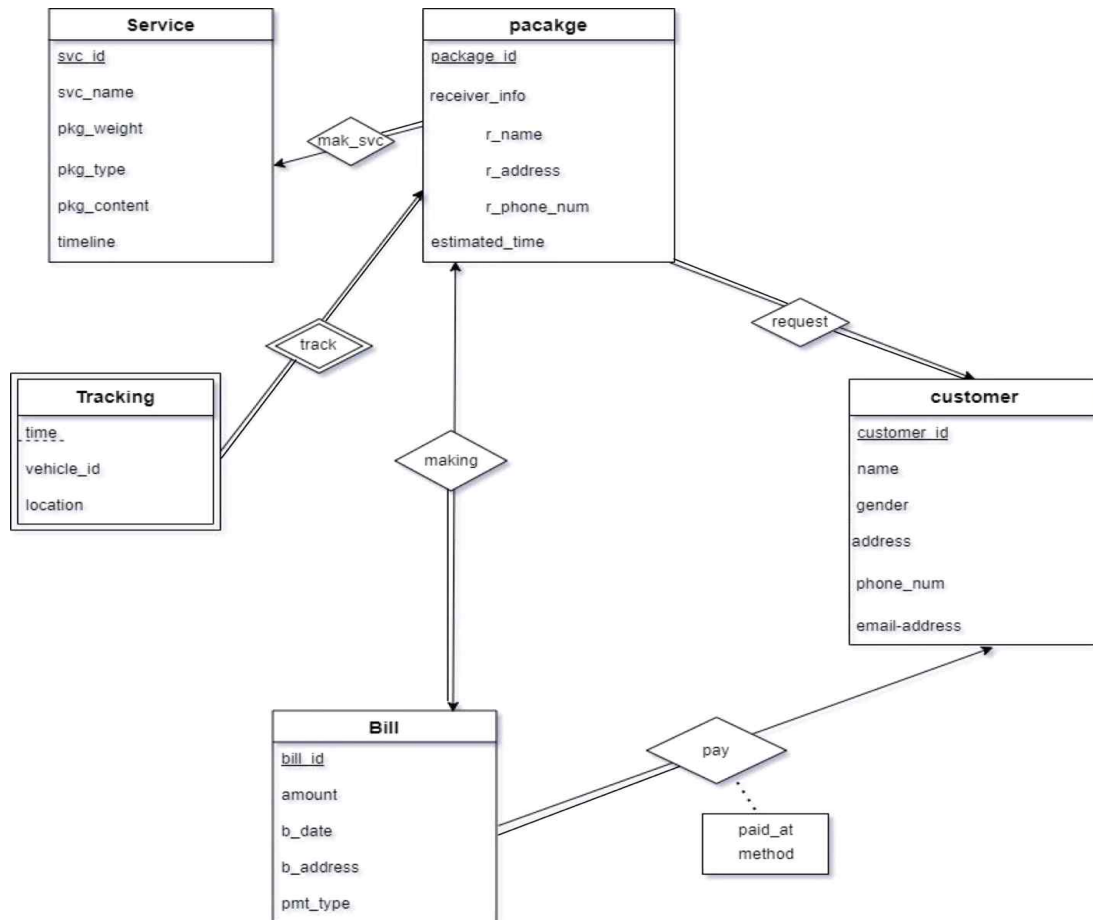 Service
svc_id
svc_name
pkg_weight
pkg_type
pkg_content
timeline
pacakge
package_id
receiver_info
r_name
r_address
r_phone_num
estimated_time
mak_svc
track
request
Tracking
time
vehicle_id
location
making
customer
customer_id
name
gender
address
phone_num
email-address
Bill
bill_id
amount
b_date
b_address
pmt_type
pay
paid_at
method